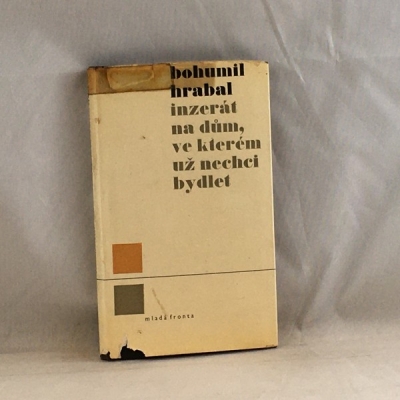 bohumil
hrabal
inzerát
na dům,
ve kterém
už nechci
bydlet
mladá fronta